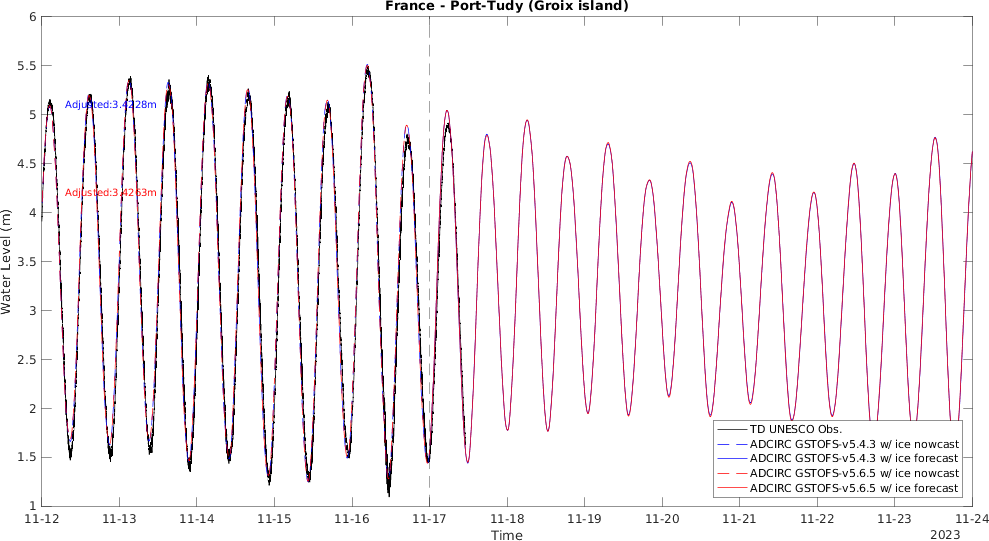 France - Port-Tudy (Groix island)
6
5.5
5
4.5
4
3.5
3
2.5
2
1.5
1
Water Level (m)
Adjusted:3.4228m
Adjusted:3.4263m
TD UNESCO Obs.
ADCIRC GSTOFS-v5.4.3 w/ ice nowcast
ADCIRC GSTOFS-v5.4.3 w/ ice forecast
ADCIRC GSTOFS-v5.6.5 w/ ice nowcast
ADCIRC GSTOFS-v5.6.5 w/ ice forecast
11-12 11-13 11-14 11-15 11-16 11-17 11-18 11-19 11-20 11-21 11-22 11-23 11-24
Time
2023